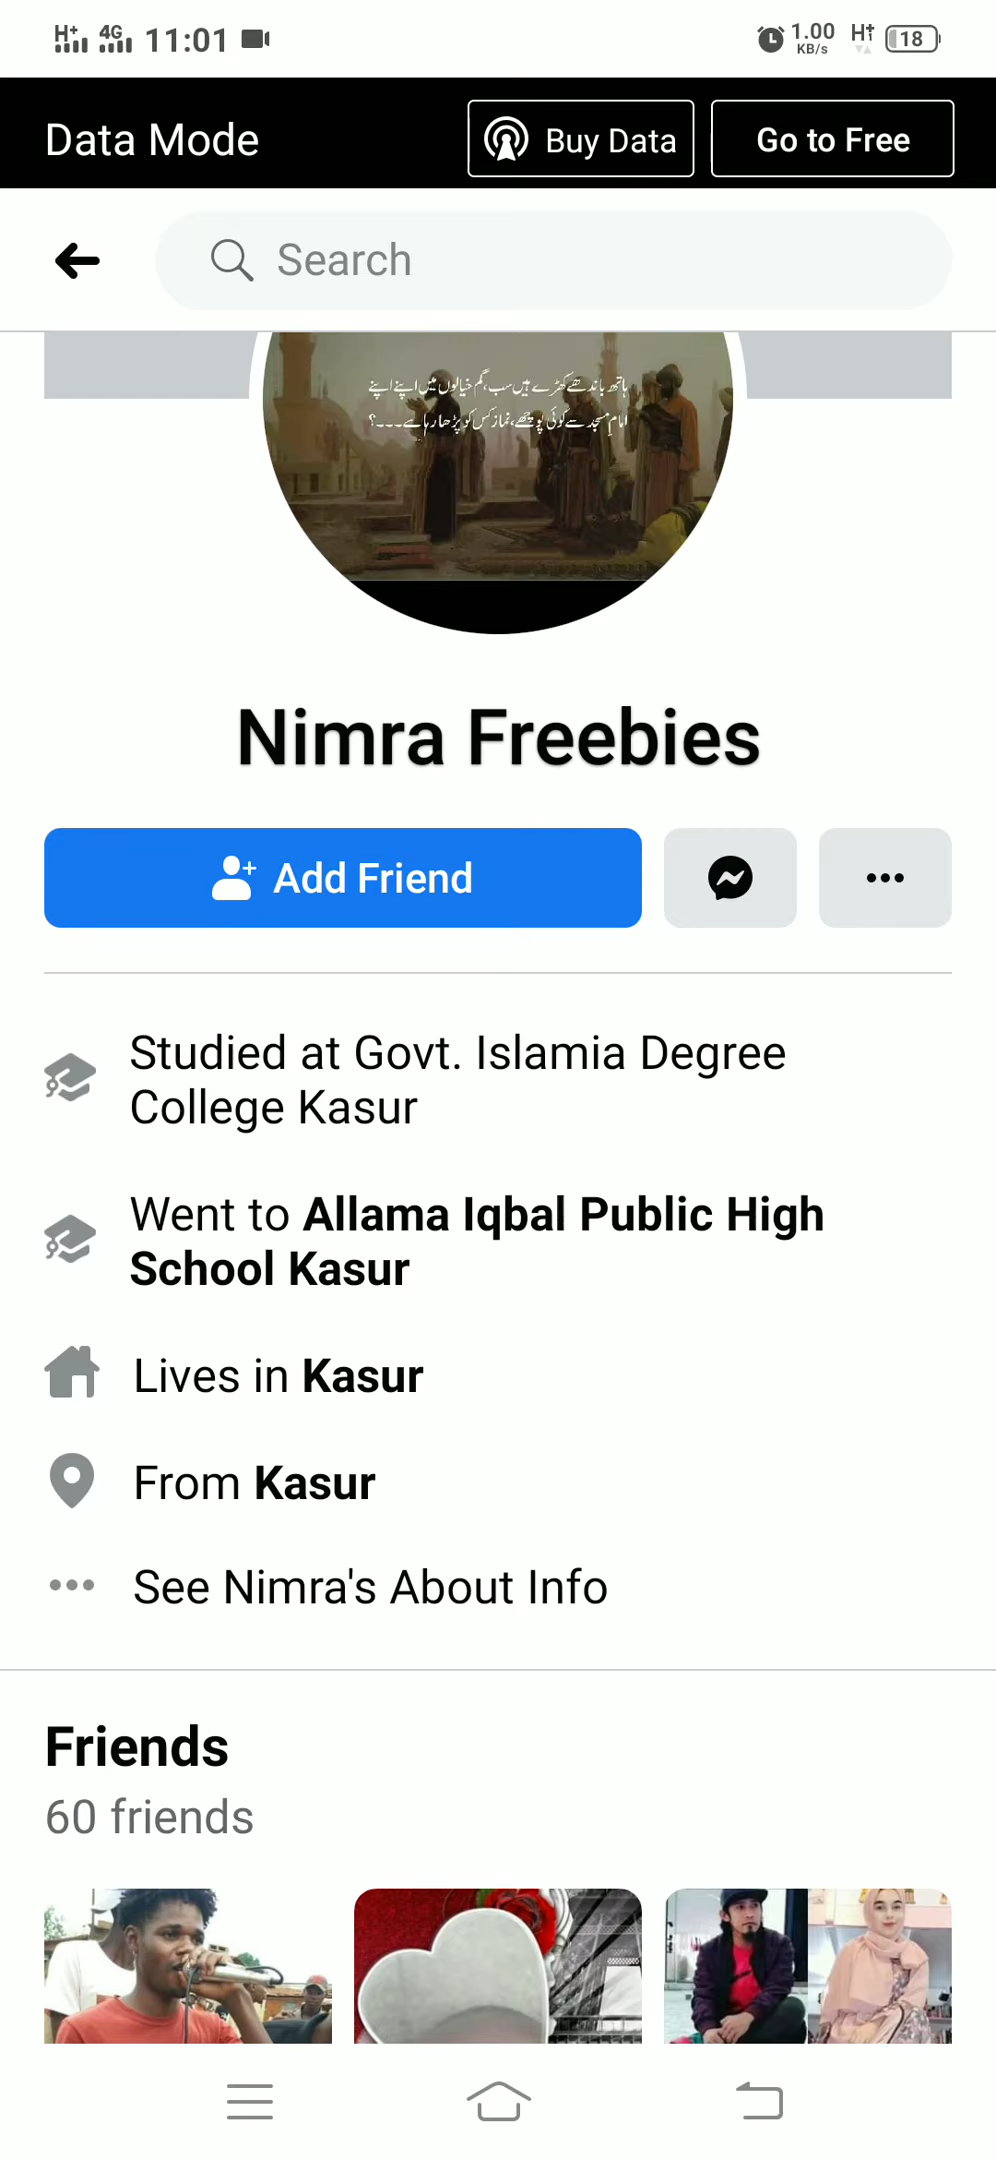 H+ 4G 11:01 1.00 KB/s H† 18
Data Mode Buy Data Go to Free
Search
ہاتھ باندھے کھڑے ہیں سب، گم خیالوں میں اپنے اپنے
امامِ مسجد سے کوئی پوچھے، نماز کس کو پڑھا رہا ہے۔۔۔؟
Nimra Freebies
Add Friend
Studied at Govt. Islamia Degree
College Kasur
Went to Allama Iqbal Public High
School Kasur
Lives in Kasur
From Kasur
See Nimra's About Info
Friends
60 friends